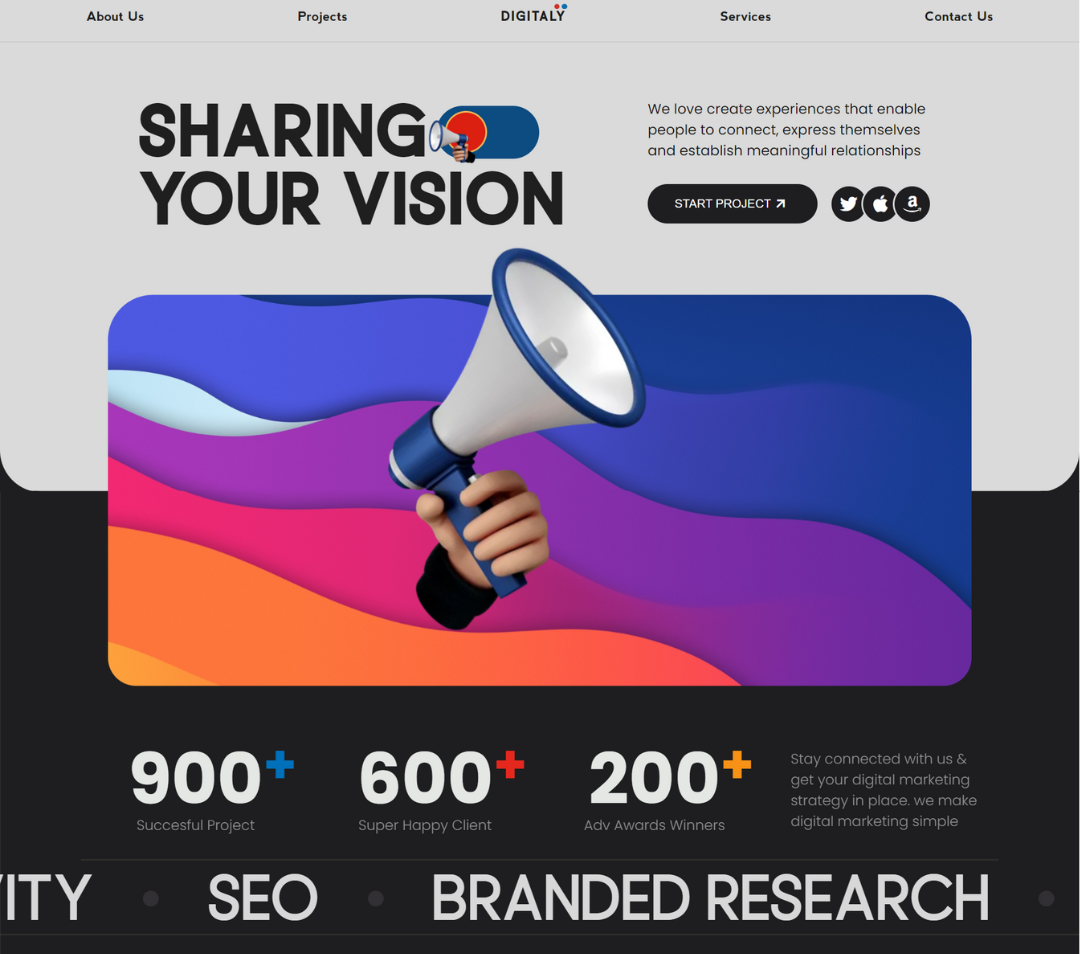 About Us
Projects
DIGITALY
Services
Contact Us
SHARING
YOUR VISION
We love create experiences that enable
people to connect, express themselves
and establish meaningful relationships
START PROJECT
a
900+
Succesful Project
600+
Super Happy Client
200+
Adv Awards Winners
Stay connected with us &
get your digital marketing
strategy in place. we make
digital marketing simple
VITY • SEO • BRANDED RESEARCH •